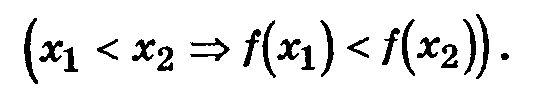 (x₁ < x₂ ⇒ f(x₁) < f(x₂)).